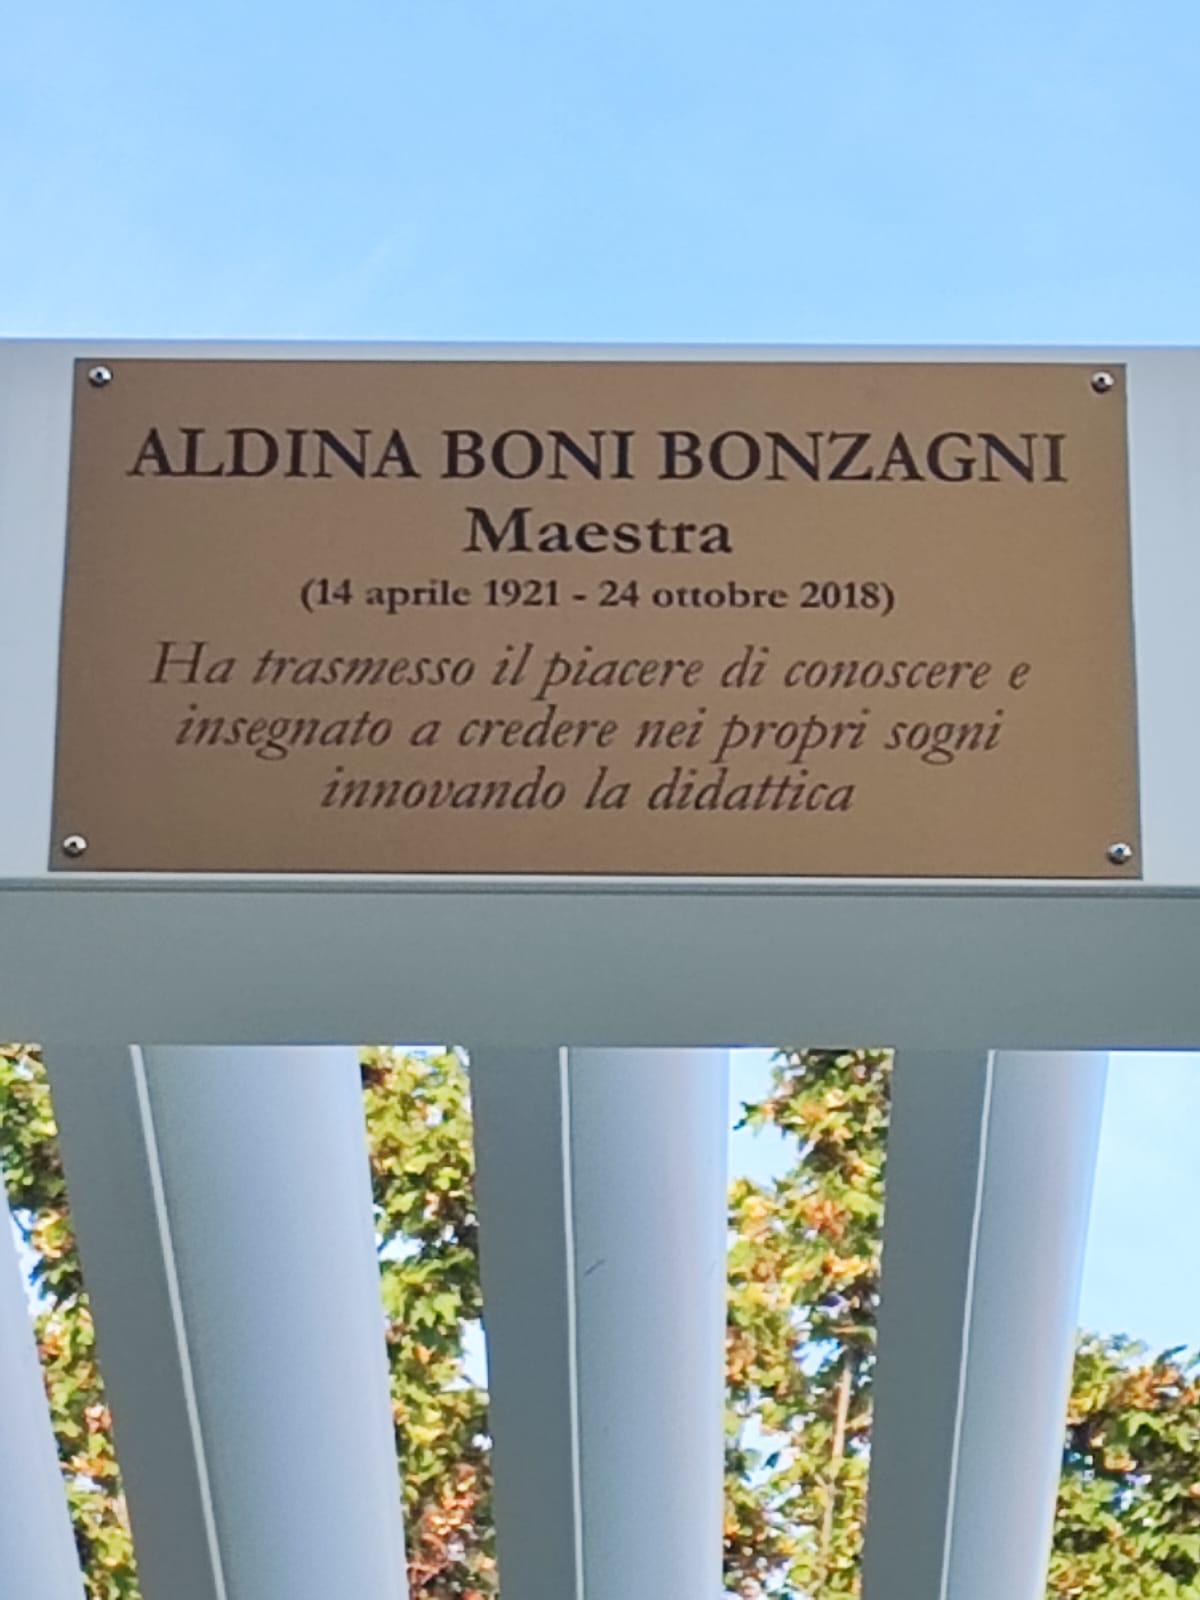 ALDINA BONI BONZAGNI
Maestra
(14 aprile 1921 - 24 ottobre 2018)
Ha trasmesso il piacere di conoscere e
insegnato a credere nei propri sogni
innovando la didattica